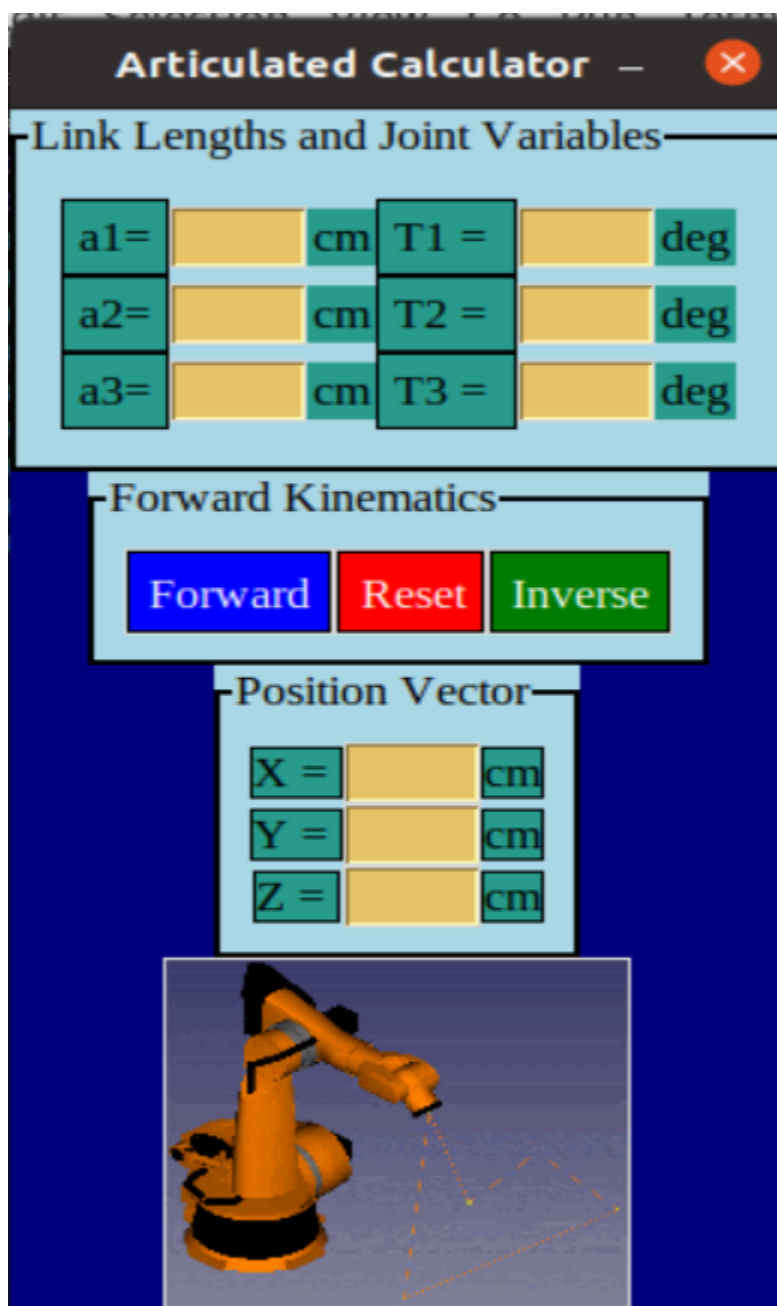 Articulated Calculator –
Link Lengths and Joint Variables
a1= cm T1 = deg
a2= cm T2 = deg
a3= cm T3 = deg
Forward Kinematics
Forward Reset Inverse
Position Vector
X = cm
Y = cm
Z = cm